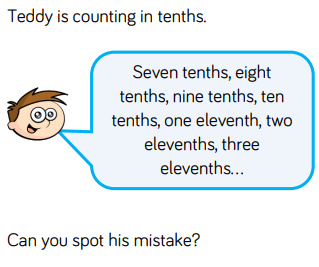 Teddy is counting in tenths.
Seven tenths, eight
tenths, nine tenths, ten
tenths, one eleventh, two
elevenths, three
elevenths...
Can you spot his mistake?